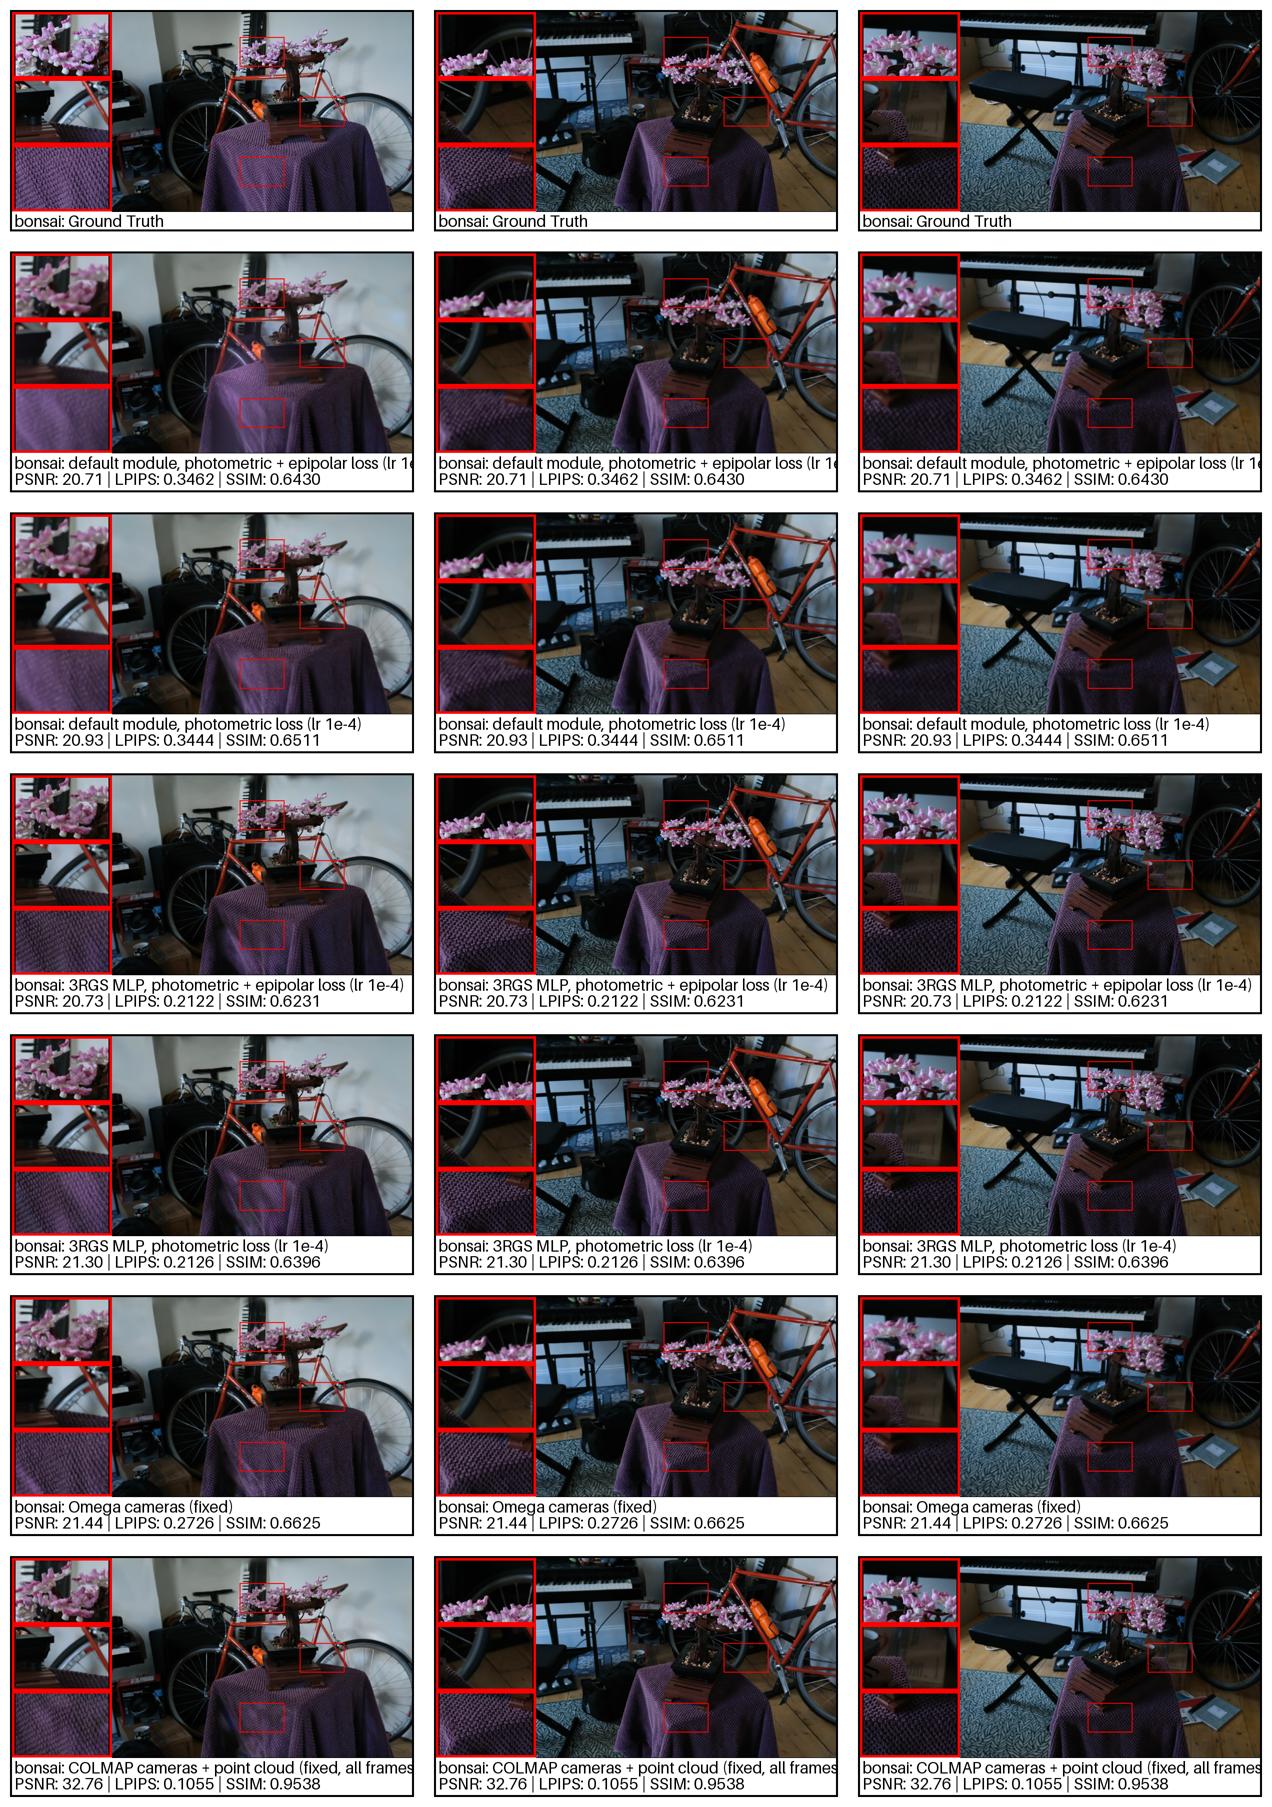 bonsai: Ground Truth
bonsai: Ground Truth
bonsai: Ground Truth
bonsai: default module, photometric + epipolar loss (lr 1e
PSNR: 20.71 | LPIPS: 0.3462 | SSIM: 0.6430
bonsai: default module, photometric + epipolar loss (lr 1e
PSNR: 20.71 | LPIPS: 0.3462 | SSIM: 0.6430
bonsai: default module, photometric + epipolar loss (lr 1e
PSNR: 20.71 | LPIPS: 0.3462 | SSIM: 0.6430
bonsai: default module, photometric loss (lr 1e-4)
PSNR: 20.93 | LPIPS: 0.3444 | SSIM: 0.6511
bonsai: default module, photometric loss (lr 1e-4)
PSNR: 20.93 | LPIPS: 0.3444 | SSIM: 0.6511
bonsai: default module, photometric loss (lr 1e-4)
PSNR: 20.93 | LPIPS: 0.3444 | SSIM: 0.6511
bonsai: 3RGS MLP, photometric + epipolar loss (lr 1e-4)
PSNR: 20.73 | LPIPS: 0.2122 | SSIM: 0.6231
bonsai: 3RGS MLP, photometric + epipolar loss (lr 1e-4)
PSNR: 20.73 | LPIPS: 0.2122 | SSIM: 0.6231
bonsai: 3RGS MLP, photometric + epipolar loss (lr 1e-4)
PSNR: 20.73 | LPIPS: 0.2122 | SSIM: 0.6231
bonsai: 3RGS MLP, photometric loss (lr 1e-4)
PSNR: 21.30 | LPIPS: 0.2126 | SSIM: 0.6396
bonsai: 3RGS MLP, photometric loss (lr 1e-4)
PSNR: 21.30 | LPIPS: 0.2126 | SSIM: 0.6396
bonsai: 3RGS MLP, photometric loss (lr 1e-4)
PSNR: 21.30 | LPIPS: 0.2126 | SSIM: 0.6396
bonsai: Omega cameras (fixed)
PSNR: 21.44 | LPIPS: 0.2726 | SSIM: 0.6625
bonsai: Omega cameras (fixed)
PSNR: 21.44 | LPIPS: 0.2726 | SSIM: 0.6625
bonsai: Omega cameras (fixed)
PSNR: 21.44 | LPIPS: 0.2726 | SSIM: 0.6625
bonsai: COLMAP cameras + point cloud (fixed, all frames
PSNR: 32.76 | LPIPS: 0.1055 | SSIM: 0.9538
bonsai: COLMAP cameras + point cloud (fixed, all frames
PSNR: 32.76 | LPIPS: 0.1055 | SSIM: 0.9538
bonsai: COLMAP cameras + point cloud (fixed, all frames
PSNR: 32.76 | LPIPS: 0.1055 | SSIM: 0.9538